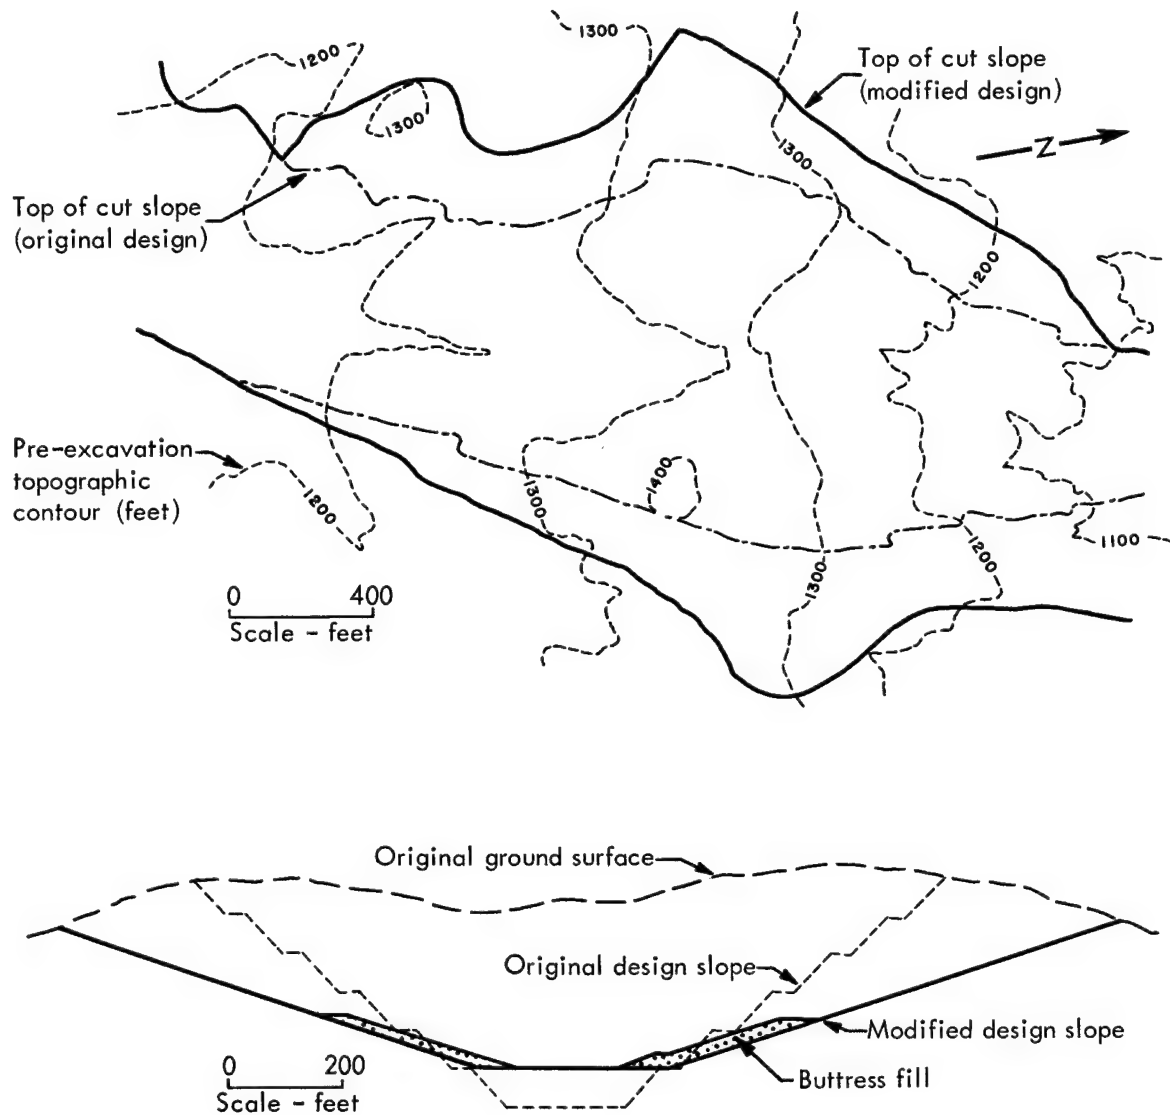 1300
1200
Top of cut slope
(modified design)
1300
1300
Z
Top of cut slope
(original design)
1200
Pre-excavation
topographic
contour (feet)
1200
1400
1300
1300
1200
1100
0 400
Scale - feet
Original ground surface
Original design slope
Modified design slope
Buttress fill
0 200
Scale - feet